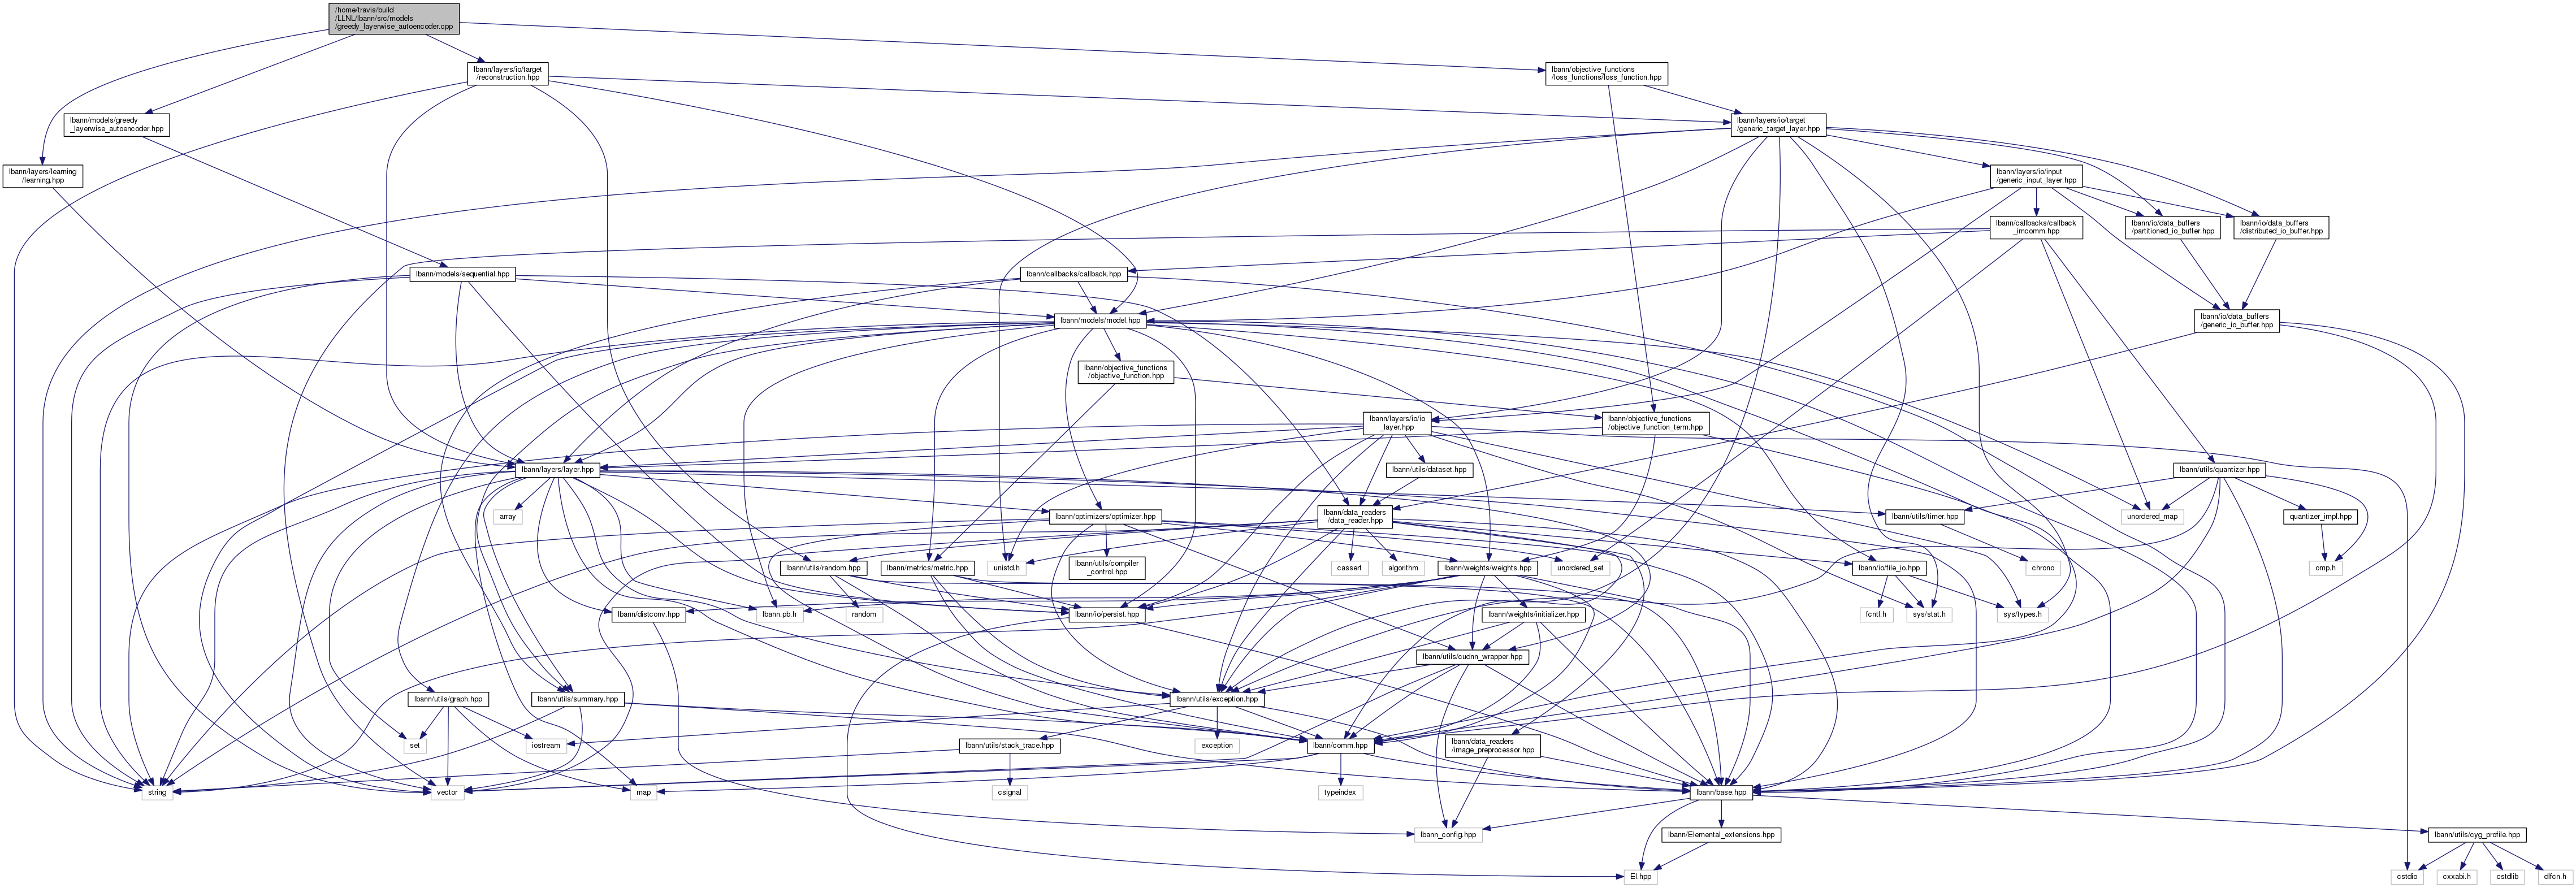 /home/travis/build
/LLNL/lbann/src/models
/greedy_layerwise_autoencoder.cpp
lbann/layers/io/target
/reconstruction.hpp
lbann/objective_functions
/loss_functions/loss_function.hpp
lbann/models/greedy
_layerwise_autoencoder.hpp
lbann/layers/io/target
/generic_target_layer.hpp
lbann/layers/learning
/learning.hpp
lbann/layers/io/input
/generic_input_layer.hpp
lbann/callbacks/callback
_imcomm.hpp
lbann/io/data_buffers
/partitioned_io_buffer.hpp
lbann/io/data_buffers
/distributed_io_buffer.hpp
lbann/models/sequential.hpp
lbann/callbacks/callback.hpp
lbann/models/model.hpp
lbann/io/data_buffers
/generic_io_buffer.hpp
lbann/objective_functions
/objective_function.hpp
lbann/layers/io/io
_layer.hpp
lbann/objective_functions
/objective_function_term.hpp
lbann/layers/layer.hpp
lbann/utils/dataset.hpp
lbann/utils/quantizer.hpp
array
lbann/optimizers/optimizer.hpp
lbann/data_readers
/data_reader.hpp
lbann/utils/timer.hpp
unordered_map
quantizer_impl.hpp
lbann/utils/random.hpp
lbann/metrics/metric.hpp
unistd.h
lbann/utils/compiler
_control.hpp
cassert
algorithm
lbann/weights/weights.hpp
unordered_set
lbann/io/file_io.hpp
chrono
omp.h
lbann/distconv.hpp
lbann.pb.h
random
lbann/io/persist.hpp
lbann/weights/initializer.hpp
fcntl.h
sys/stat.h
sys/types.h
lbann/utils/cudnn_wrapper.hpp
lbann/utils/graph.hpp
lbann/utils/summary.hpp
lbann/utils/exception.hpp
set
iostream
lbann/utils/stack_trace.hpp
exception
lbann/comm.hpp
lbann/data_readers
/image_preprocessor.hpp
string
vector
map
csignal
typeindex
lbann/base.hpp
lbann_config.hpp
lbann/Elemental_extensions.hpp
lbann/utils/cyg_profile.hpp
El.hpp
cstdio
cxxabi.h
cstdlib
dlfcn.h